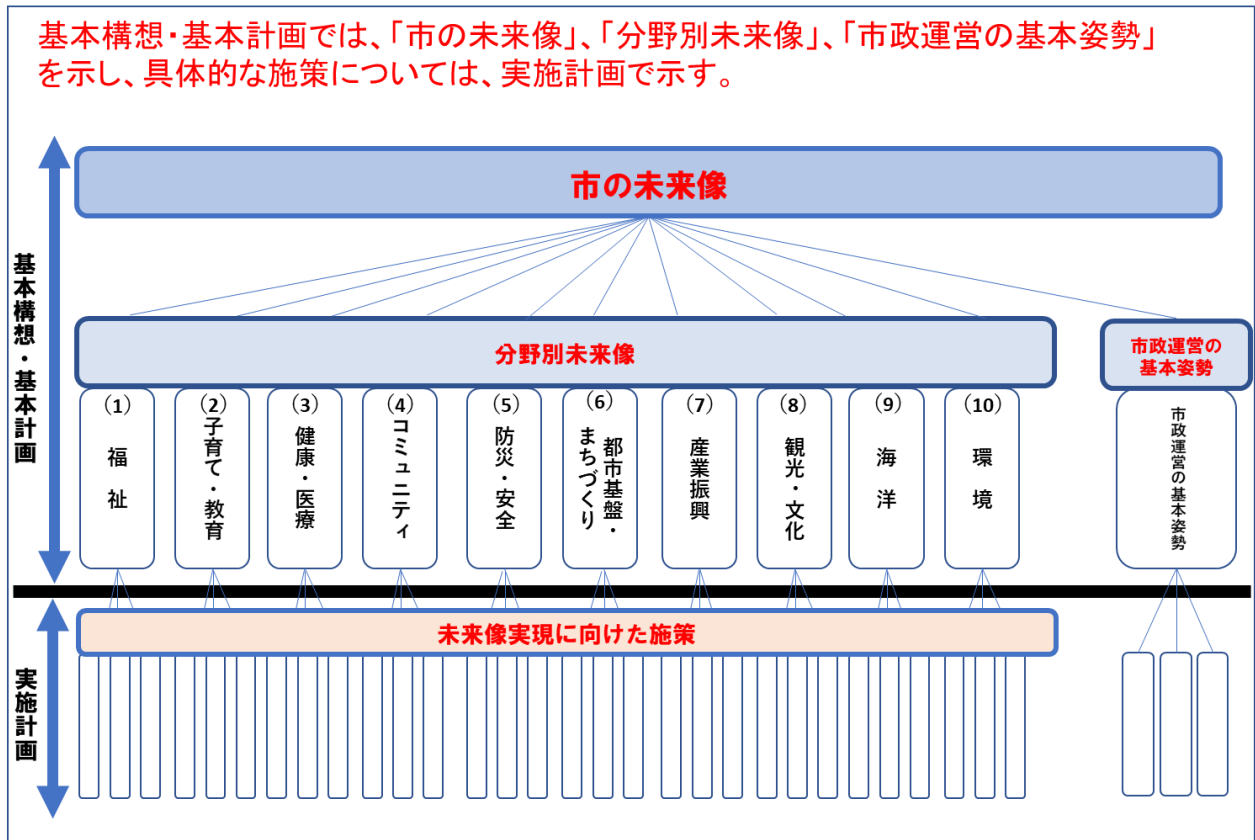 基本構想・基本計画では、「市の未来像」、「分野別未来像」、「市政運営の基本姿勢」
を示し、具体的な施策については、実施計画で示す。
基本構想・基本計画
市の未来像
分野別未来像
市政運営の
基本姿勢
（1）
福祉
（2）
子育て・教育
（3）
健康・医療
（4）
コミュニティ
（5）
防災・安全
（6）
都市基盤・
まちづくり
（7）
産業振興
（8）
観光・文化
（9）
海洋
（10）
環境
市政運営の基本姿勢
実施計画
未来像実現に向けた施策